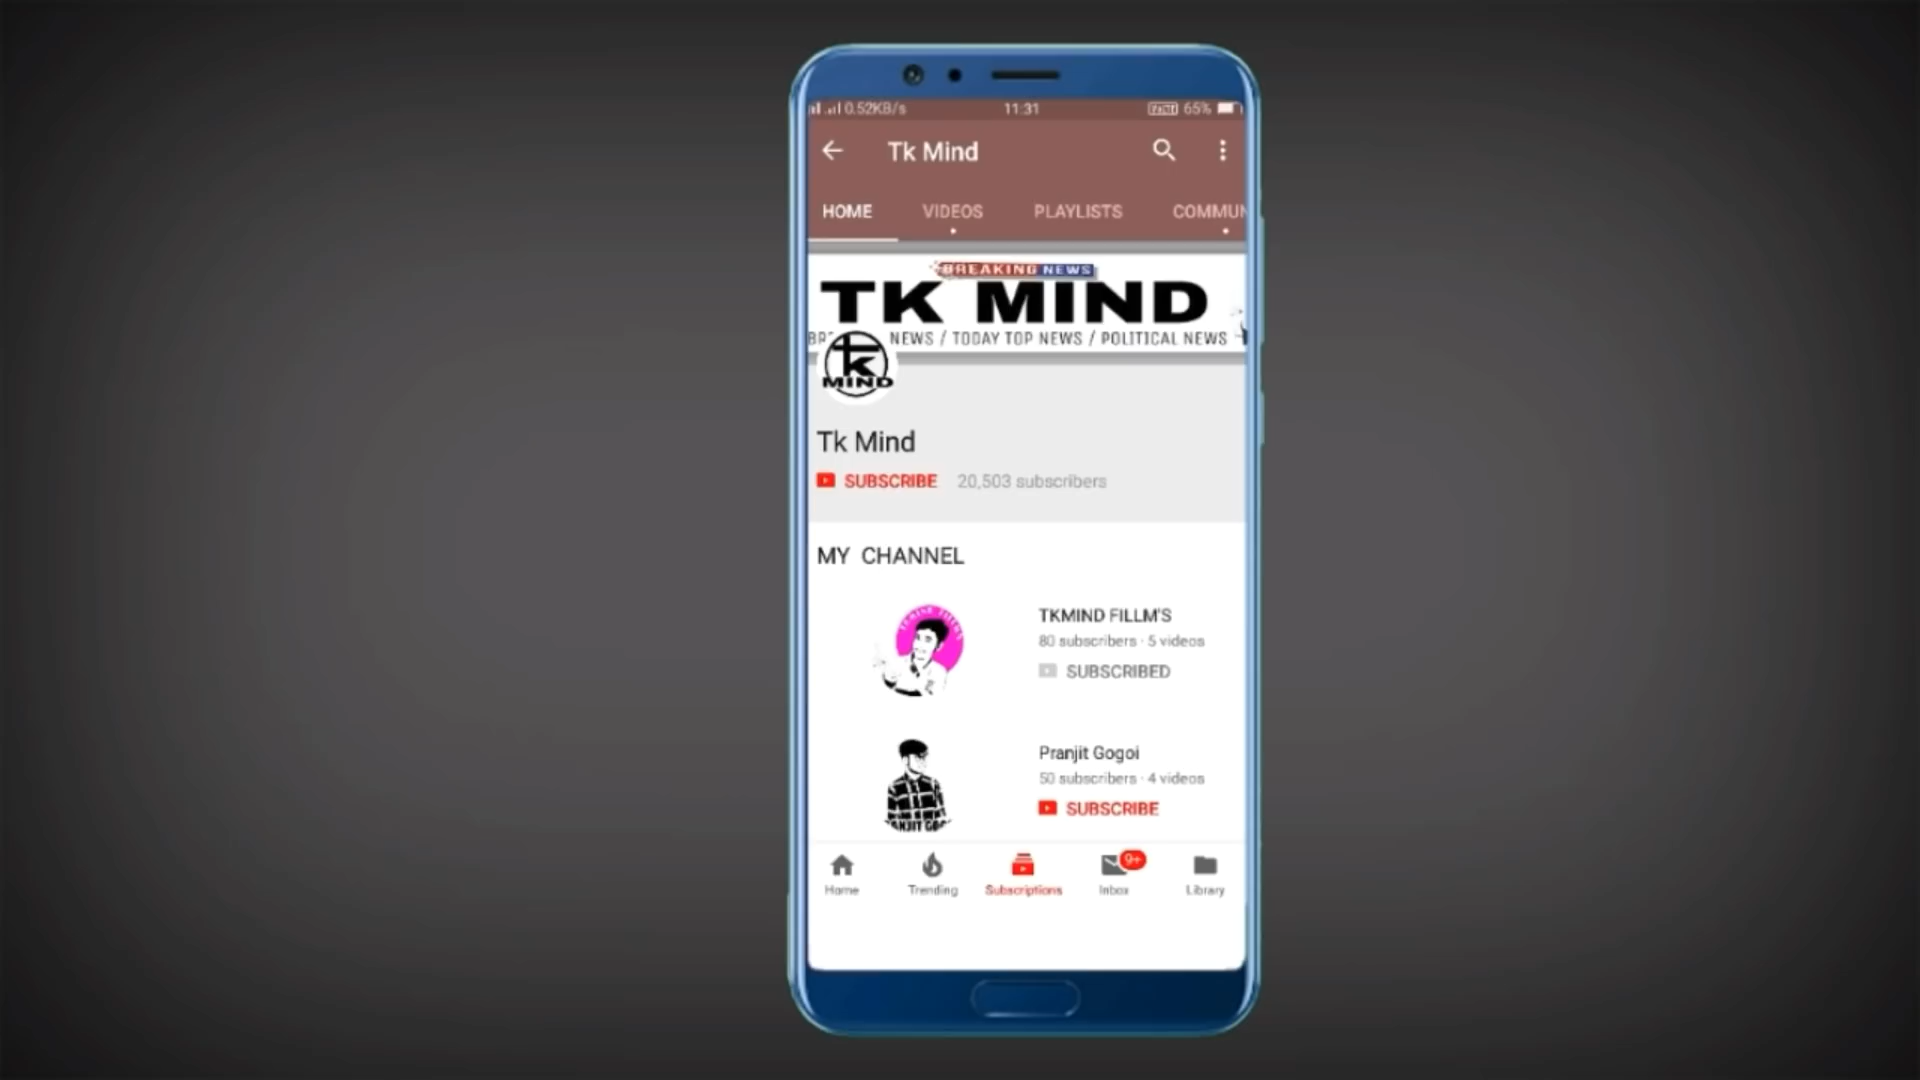 0.52KB/s 11:31 65%
Tk Mind
HOME VIDEOS PLAYLISTS COMMUN
BREAKING NEWS
TK MIND
NEWS / TODAY TOP NEWS / POLITICAL NEWS
tk
MIND
Tk Mind
SUBSCRIBE 20,503 subscribers
MY CHANNEL
TKMIND FILLM'S
80 subscribers · 5 videos
SUBSCRIBED
Pranjit Gogoi
50 subscribers · 4 videos
SUBSCRIBE
9+
Home Trending Subscriptions Inbox Library